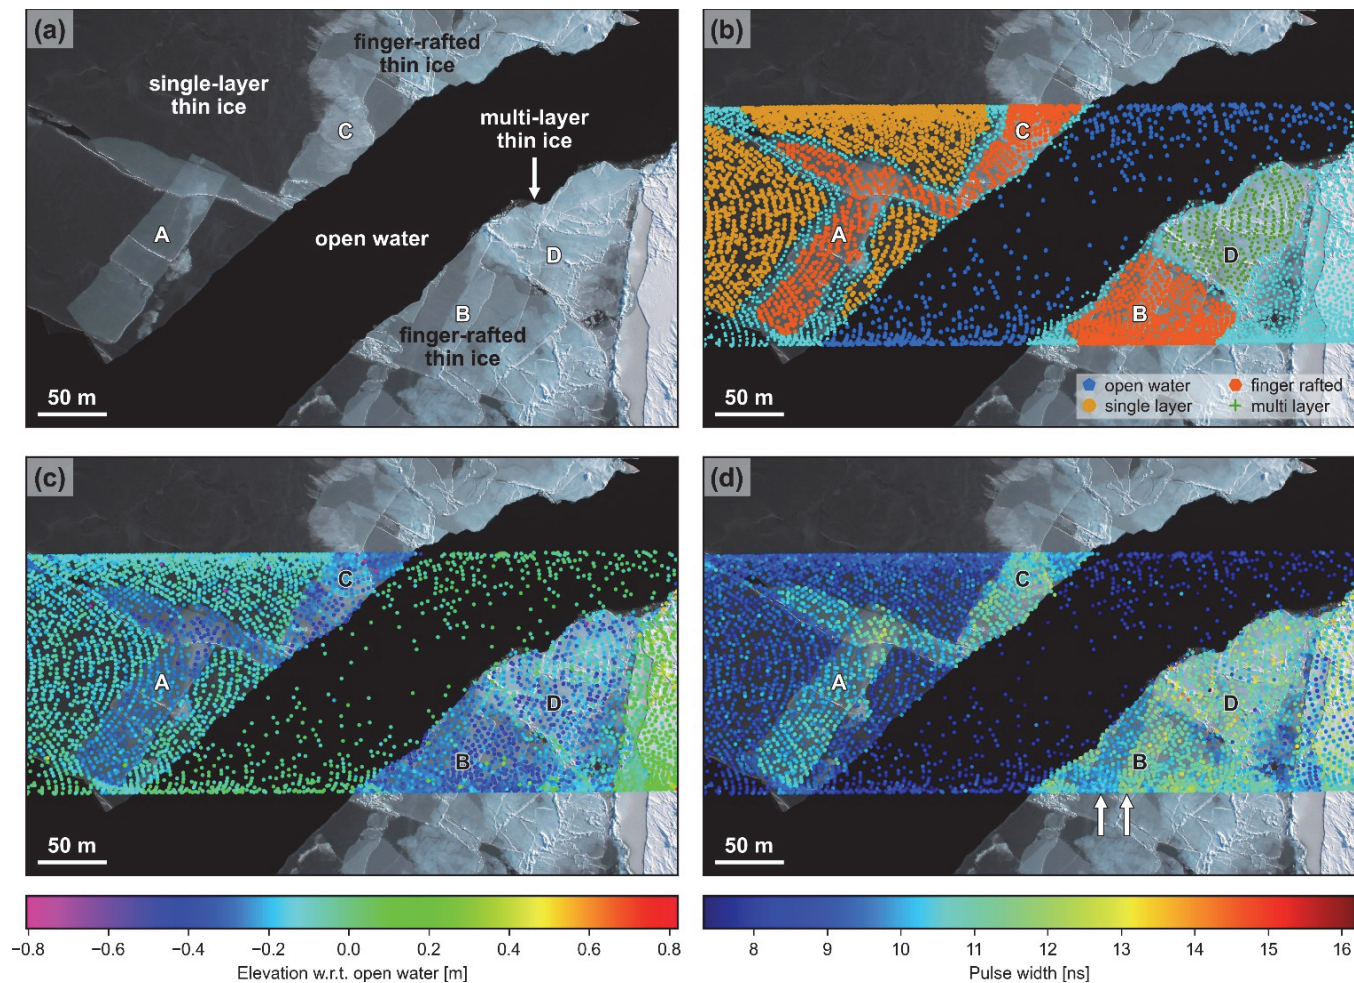 (a)
finger-rafted
thin ice
single-layer
thin ice
C
multi-layer
thin ice
A
open water
D
B
finger-rafted
thin ice
50 m
(b)
C
A
D
B
50 m
open water
finger rafted
single layer
multi layer
(c)
C
A
D
B
50 m
−0.8 −0.6 −0.4 −0.2 0.0 0.2 0.4 0.6 0.8
Elevation w.r.t. open water [m]
(d)
C
A
D
B
50 m
8 9 10 11 12 13 14 15 16
Pulse width [ns]